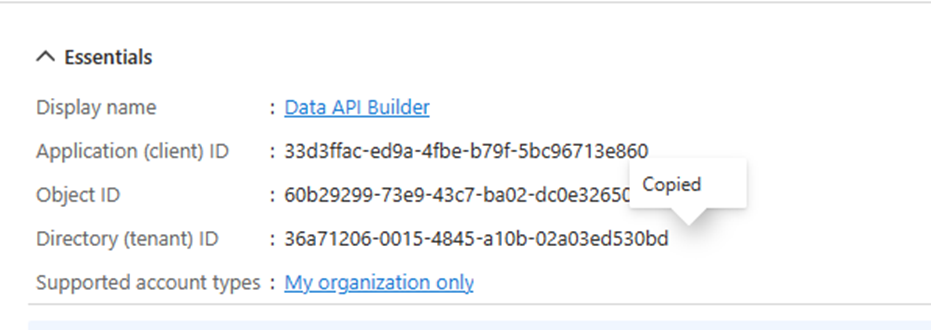 Essentials
Display name : Data API Builder
Application (client) ID : 33d3ffac-ed9a-4fbe-b79f-5bc96713e860
Object ID : 60b29299-73e9-43c7-ba02-dc0e32650
Copied
Directory (tenant) ID : 36a71206-0015-4845-a10b-02a03ed530bd
Supported account types : My organization only